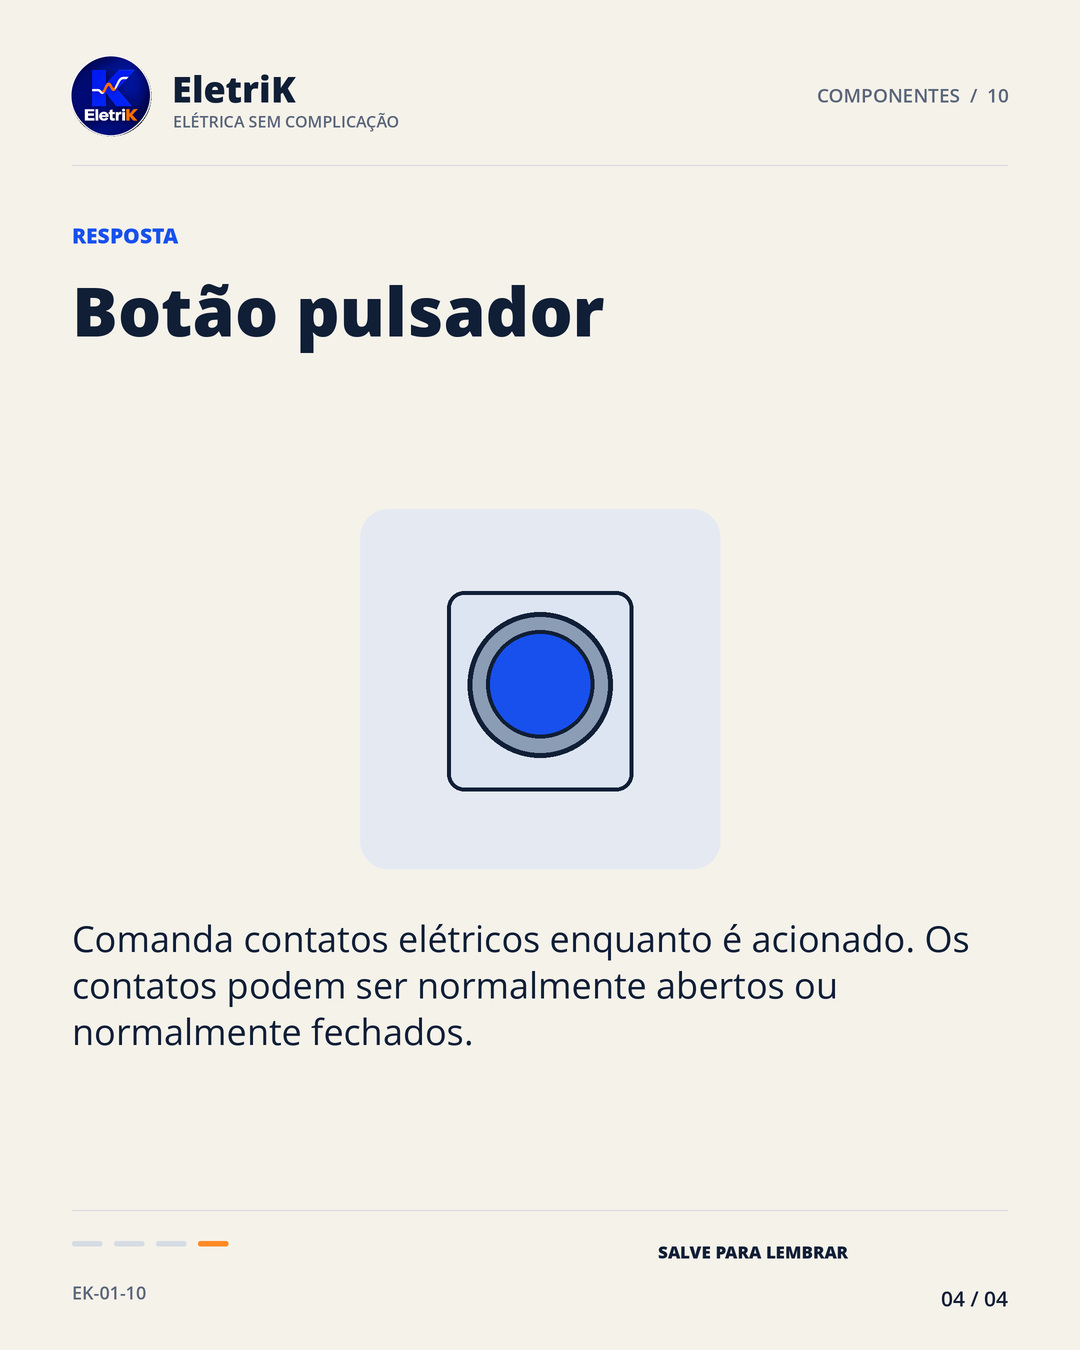 EletriK
EletriK
ELÉTRICA SEM COMPLICAÇÃO
COMPONENTES / 10
RESPOSTA
Botão pulsador
Comanda contatos elétricos enquanto é acionado. Os
contatos podem ser normalmente abertos ou
normalmente fechados.
SALVE PARA LEMBRAR
EK-01-10
04 / 04